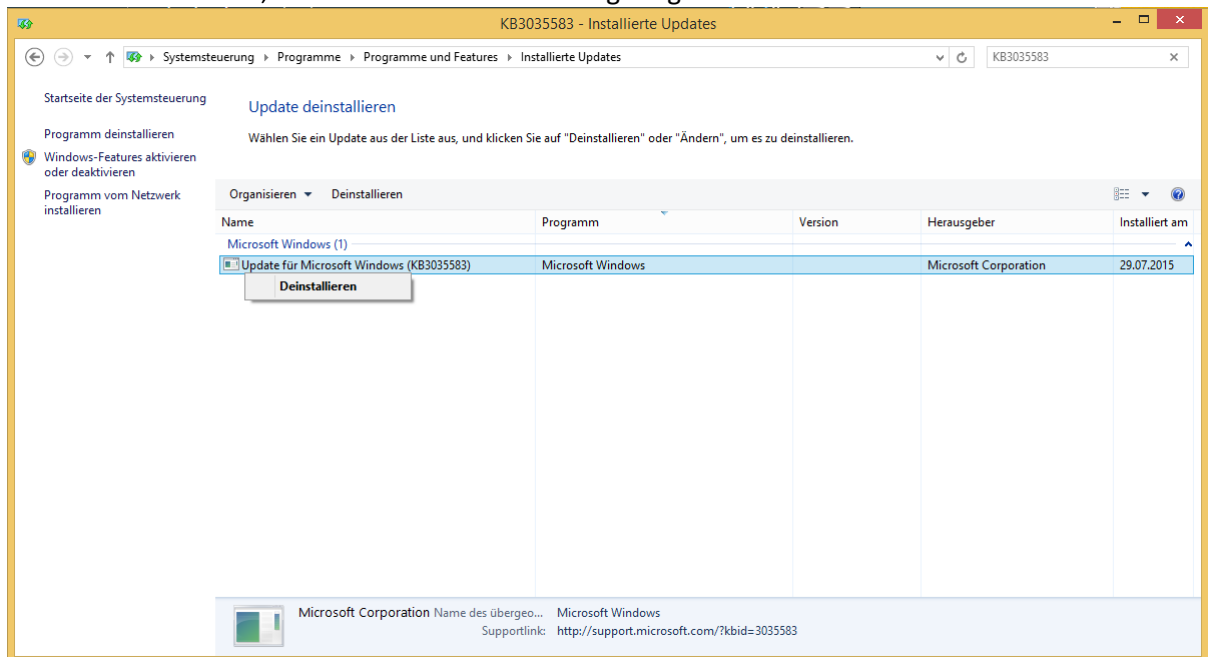 KB3035583 - Installierte Updates
Systemsteuerung Programme Programme und Features Installierte Updates KB3035583
Startseite der Systemsteuerung
Programm deinstallieren
Windows-Features aktivieren
oder deaktivieren
Programm vom Netzwerk
installieren
Update deinstallieren
Wählen Sie ein Update aus der Liste aus, und klicken Sie auf "Deinstallieren" oder "Ändern", um es zu deinstallieren.
Organisieren Deinstallieren
Name Programm Version Herausgeber Installiert am
Microsoft Windows (1)
Update für Microsoft Windows (KB3035583) Microsoft Windows Microsoft Corporation 29.07.2015
Deinstallieren
Microsoft Corporation Name des übergeo... Microsoft Windows
Supportlink: http://support.microsoft.com/?kbid=3035583